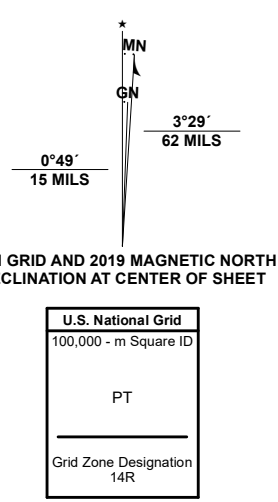 ★
MN
GN
3°29´
62 MILS
0°49´
15 MILS
GRID AND 2019 MAGNETIC NORTH
CLINATION AT CENTER OF SHEET
U.S. National Grid
100,000 - m Square ID
PT
Grid Zone Designation
14R